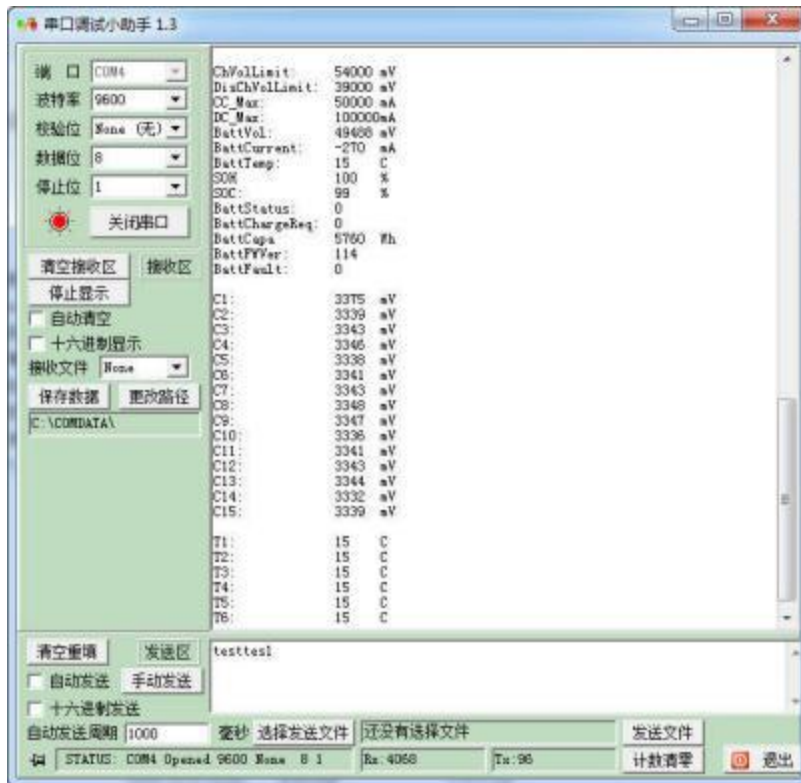 串口调试小助手 1.3
端 口 COM4
波特率 9600
校验位 None (无)
数据位 8
停止位 1
关闭串口
清空接收区 接收区
停止显示
自动清空
十六进制显示
接收文件 None
保存数据 更改路径
C:\COMDATA\
ChVolLimit: 54000 mV
DisChVolLimit: 39000 mV
CC_Max: 50000 mA
DC_Max: 100000mA
BattVol: 49488 mV
BattCurrent: -270 mA
BattTemp: 15 C
SOH 100 %
SOC: 99 %
BattStatus: 0
BattChargeReq: 0
BattCapa 5760 Wh
BattFWVer: 114
BattFault: 0
C1: 3375 mV
C2: 3339 mV
C3: 3343 mV
C4: 3346 mV
C5: 3338 mV
C6: 3341 mV
C7: 3343 mV
C8: 3348 mV
C9: 3347 mV
C10: 3336 mV
C11: 3341 mV
C12: 3343 mV
C13: 3344 mV
C14: 3332 mV
C15: 3339 mV
T1: 15 C
T2: 15 C
T3: 15 C
T4: 15 C
T5: 15 C
T6: 15 C
清空重填 发送区
testtes1
自动发送 手动发送
十六进制发送
自动发送周期 1000 毫秒 选择发送文件 还没有选择文件 发送文件
STATUS: COM4 Opened 9600 None 8 1 Rx:4068 Tx:96 计数清零 退出